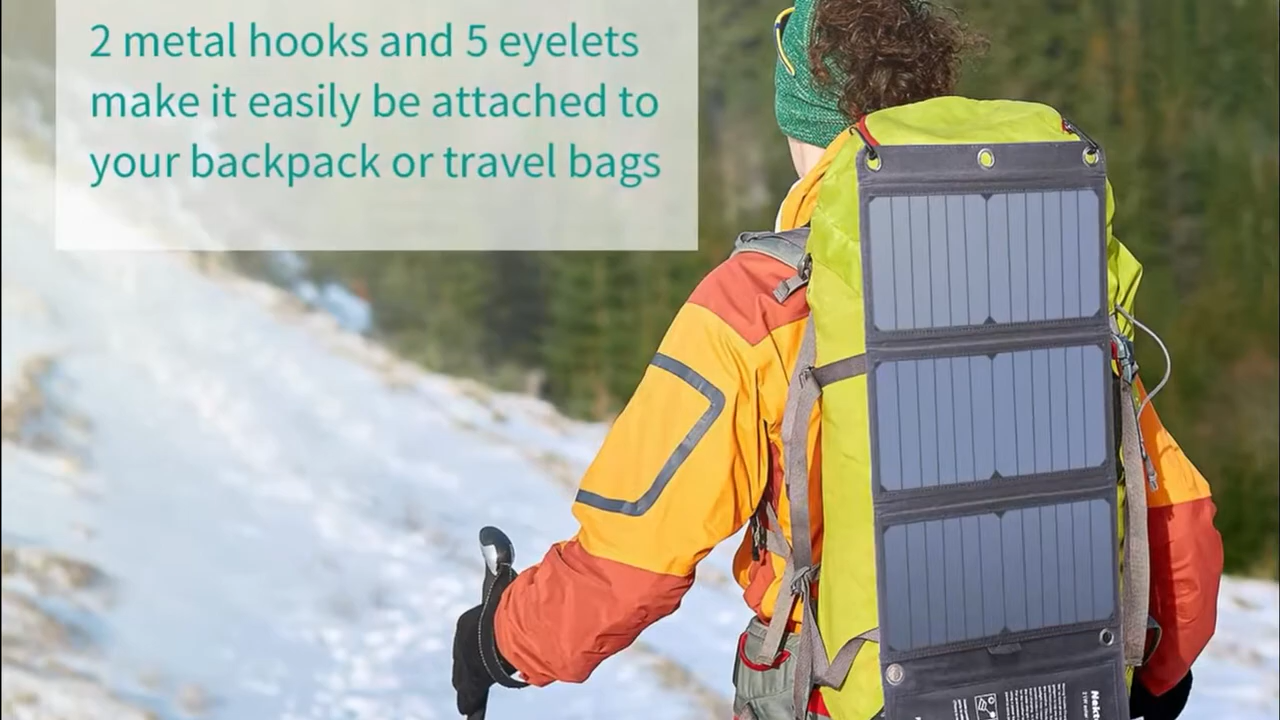 2 metal hooks and 5 eyelets
make it easily be attached to
your backpack or travel bags